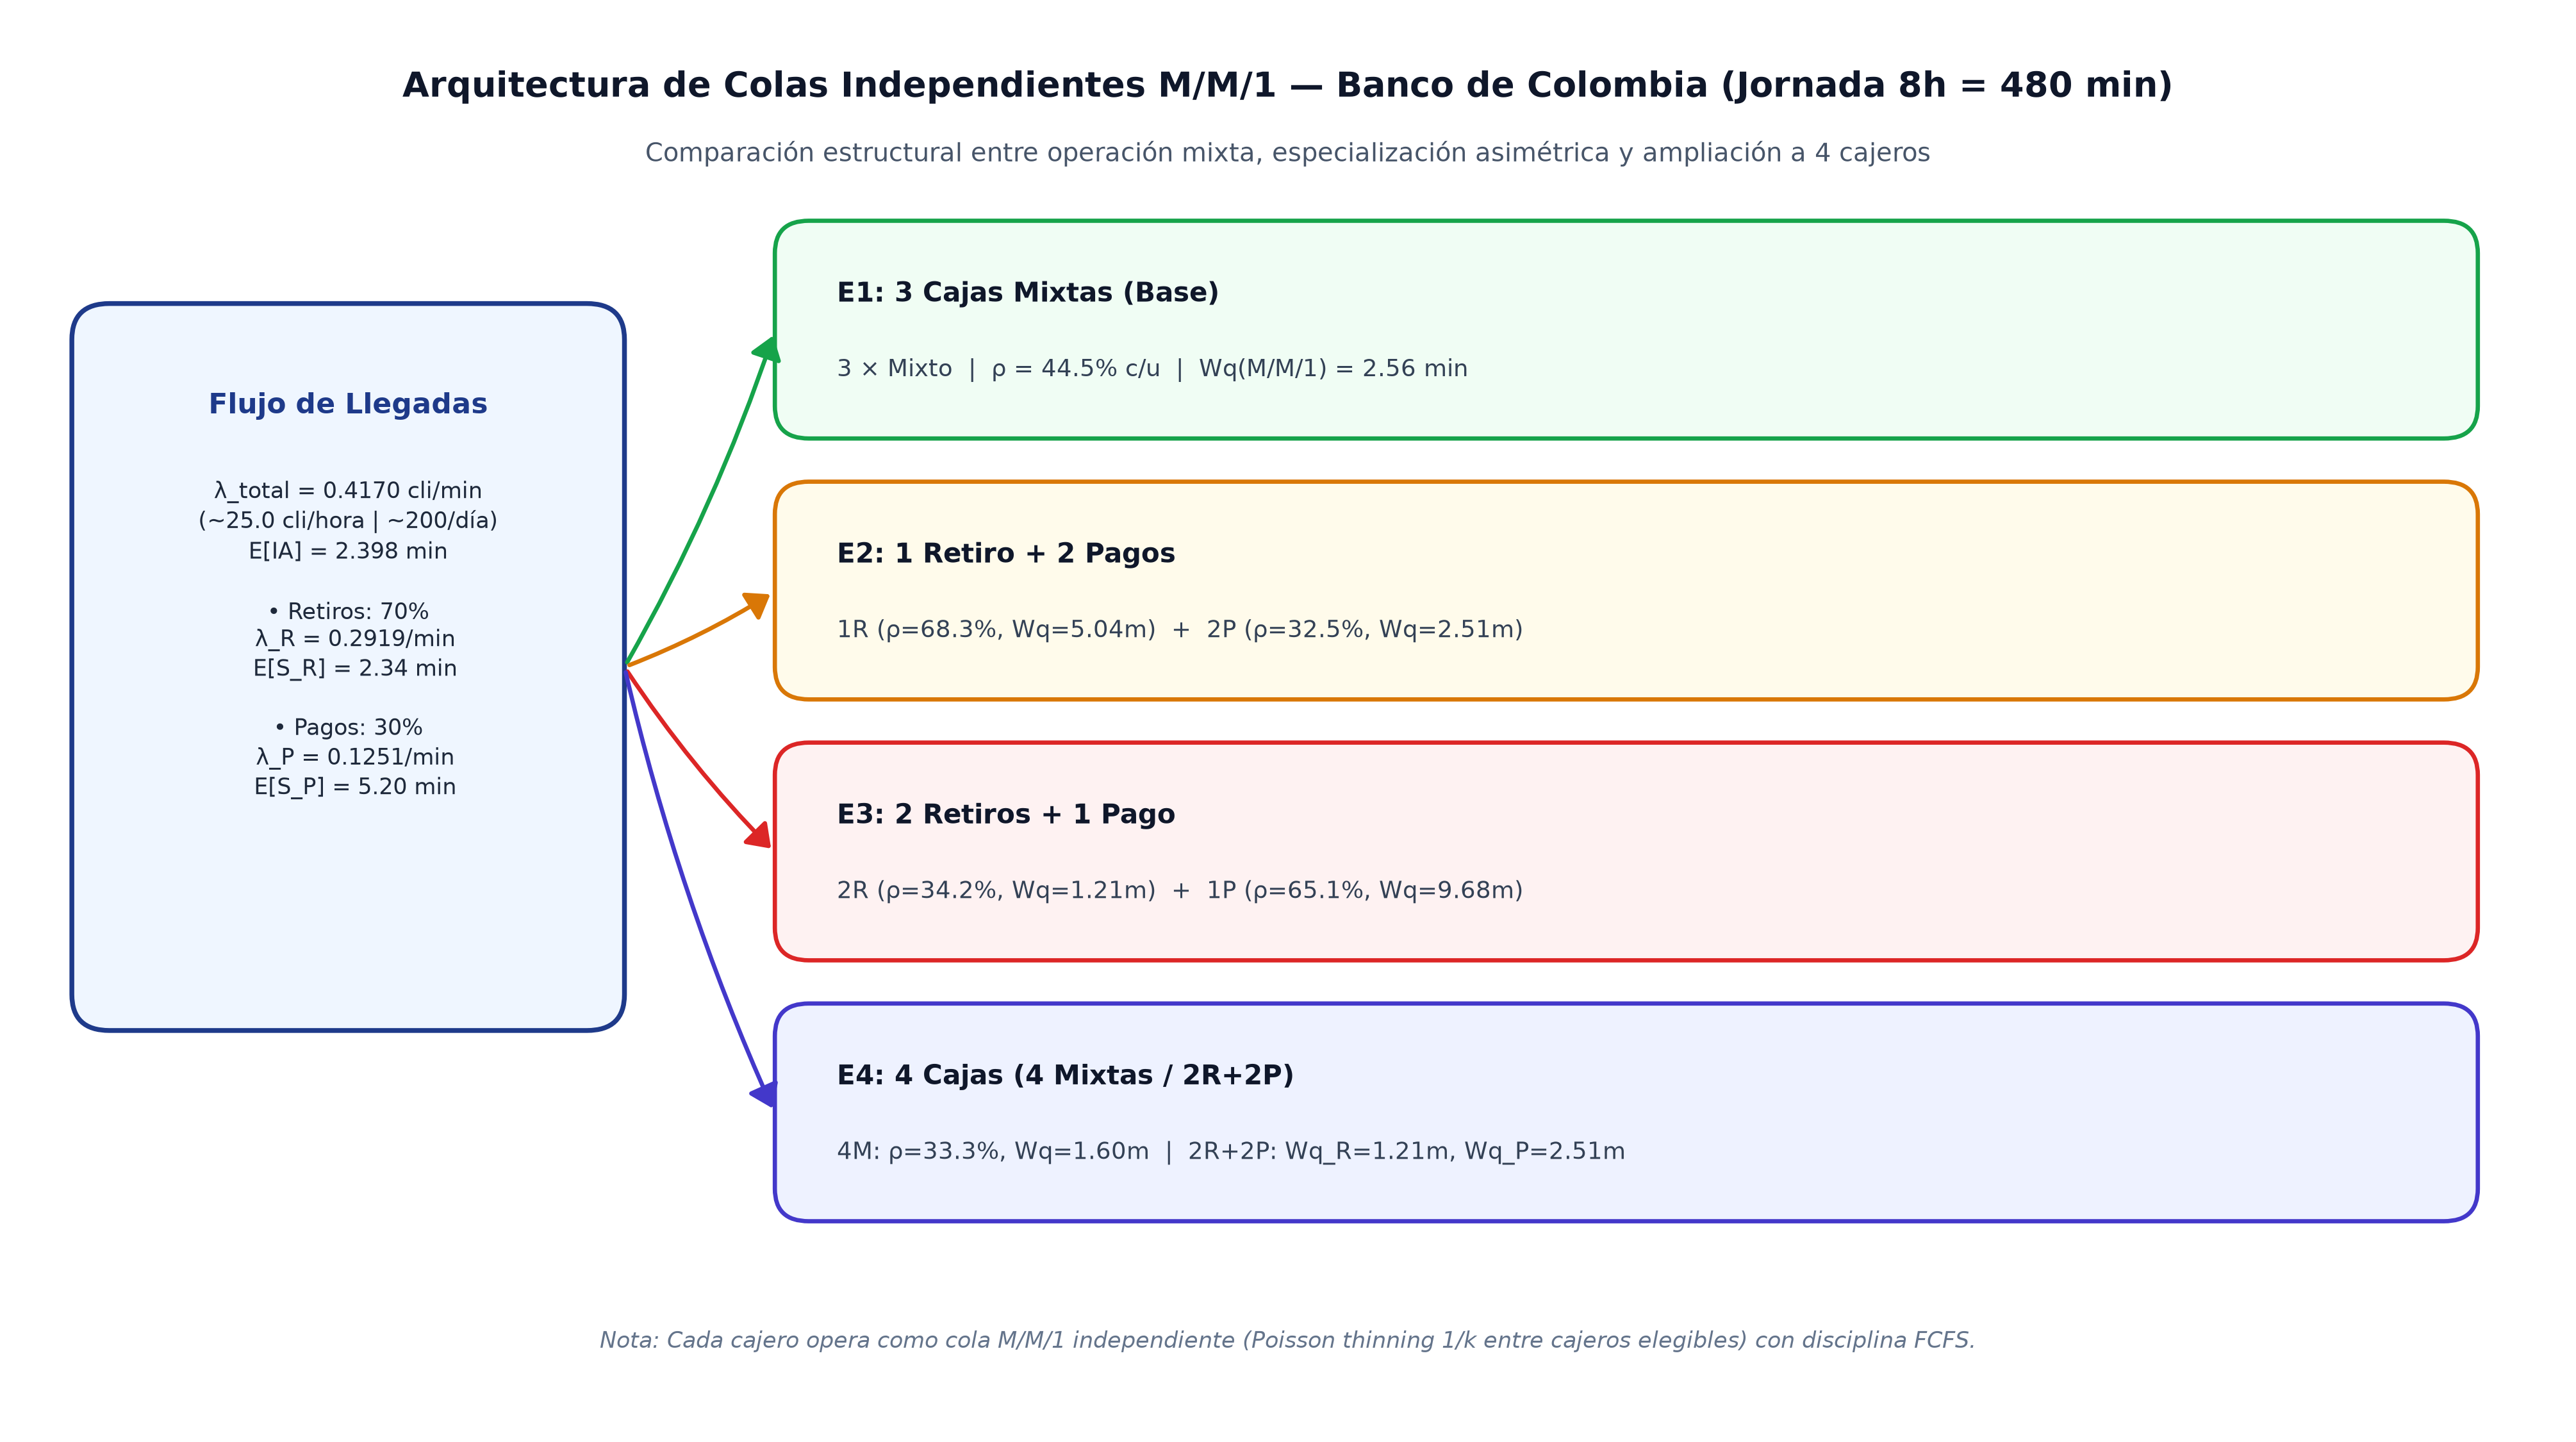 Arquitectura de Colas Independientes M/M/1 — Banco de Colombia (Jornada 8h = 480 min)
Comparación estructural entre operación mixta, especialización asimétrica y ampliación a 4 cajeros
Flujo de Llegadas
λ_total = 0.4170 cli/min
(~25.0 cli/hora | ~200/día)
E[IA] = 2.398 min
• Retiros: 70%
λ_R = 0.2919/min
E[S_R] = 2.34 min
• Pagos: 30%
λ_P = 0.1251/min
E[S_P] = 5.20 min
E1: 3 Cajas Mixtas (Base)
3 × Mixto | ρ = 44.5% c/u | Wq(M/M/1) = 2.56 min
E2: 1 Retiro + 2 Pagos
1R (ρ=68.3%, Wq=5.04m) + 2P (ρ=32.5%, Wq=2.51m)
E3: 2 Retiros + 1 Pago
2R (ρ=34.2%, Wq=1.21m) + 1P (ρ=65.1%, Wq=9.68m)
E4: 4 Cajas (4 Mixtas / 2R+2P)
4M: ρ=33.3%, Wq=1.60m | 2R+2P: Wq_R=1.21m, Wq_P=2.51m
Nota: Cada cajero opera como cola M/M/1 independiente (Poisson thinning 1/k entre cajeros elegibles) con disciplina FCFS.